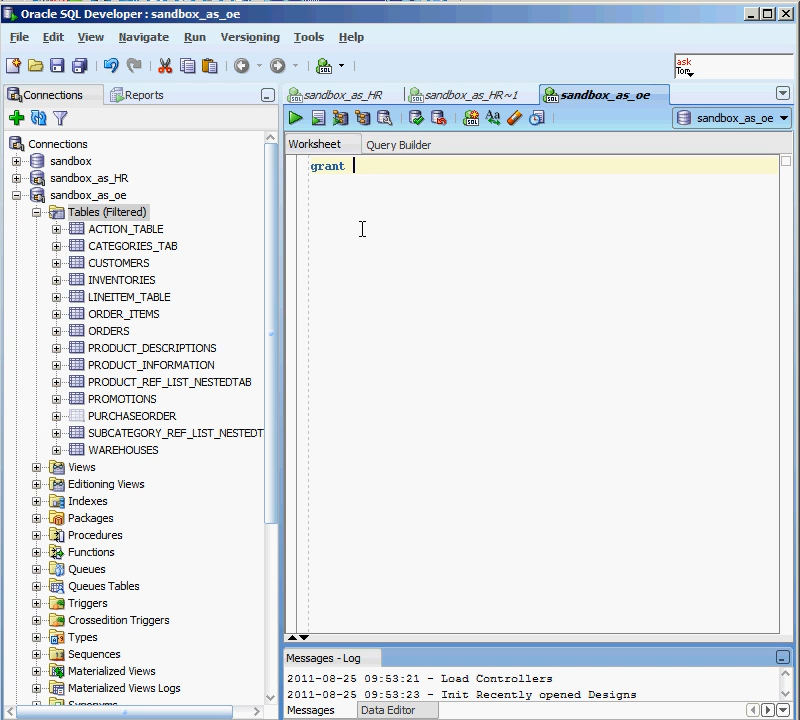 Oracle SQL Developer : sandbox_as_oe
File Edit View Navigate Run Versioning Tools Help
ask
Tom
Connections
Reports
sandbox_as_HR
sandbox_as_HR~1
sandbox_as_oe
sandbox_as_oe
Worksheet
Query Builder
grant
Connections
sandbox
sandbox_as_HR
sandbox_as_oe
Tables (Filtered)
ACTION_TABLE
CATEGORIES_TAB
CUSTOMERS
INVENTORIES
LINEITEM_TABLE
ORDER_ITEMS
ORDERS
PRODUCT_DESCRIPTIONS
PRODUCT_INFORMATION
PRODUCT_REF_LIST_NESTEDTAB
PROMOTIONS
PURCHASEORDER
SUBCATEGORY_REF_LIST_NESTEDT
WAREHOUSES
Views
Editioning Views
Indexes
Packages
Procedures
Functions
Queues
Queues Tables
Triggers
Crossedition Triggers
Types
Sequences
Materialized Views
Materialized Views Logs
Synonyms
Messages - Log
2011-08-25 09:53:21 - Load Controllers
2011-08-25 09:53:23 - Init Recently opened Designs
Messages
Data Editor